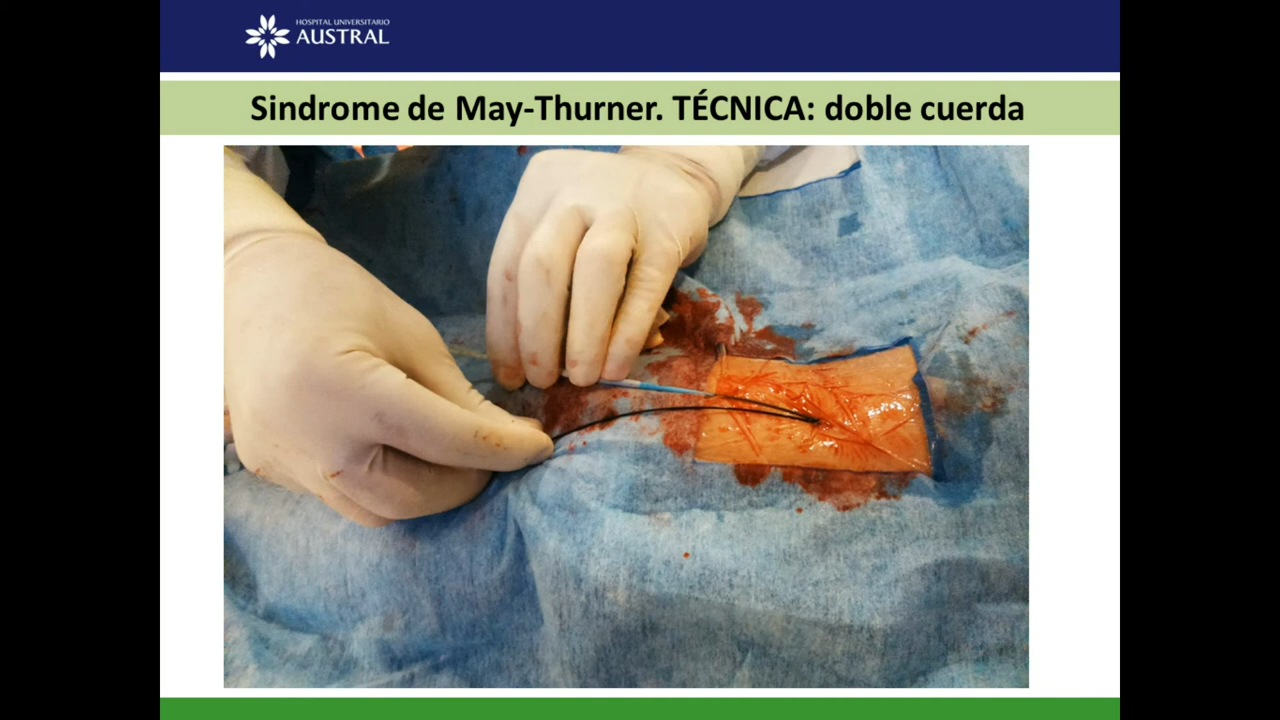 HOSPITAL UNIVERSITARIO
AUSTRAL
Sindrome de May-Thurner. TÉCNICA: doble cuerda